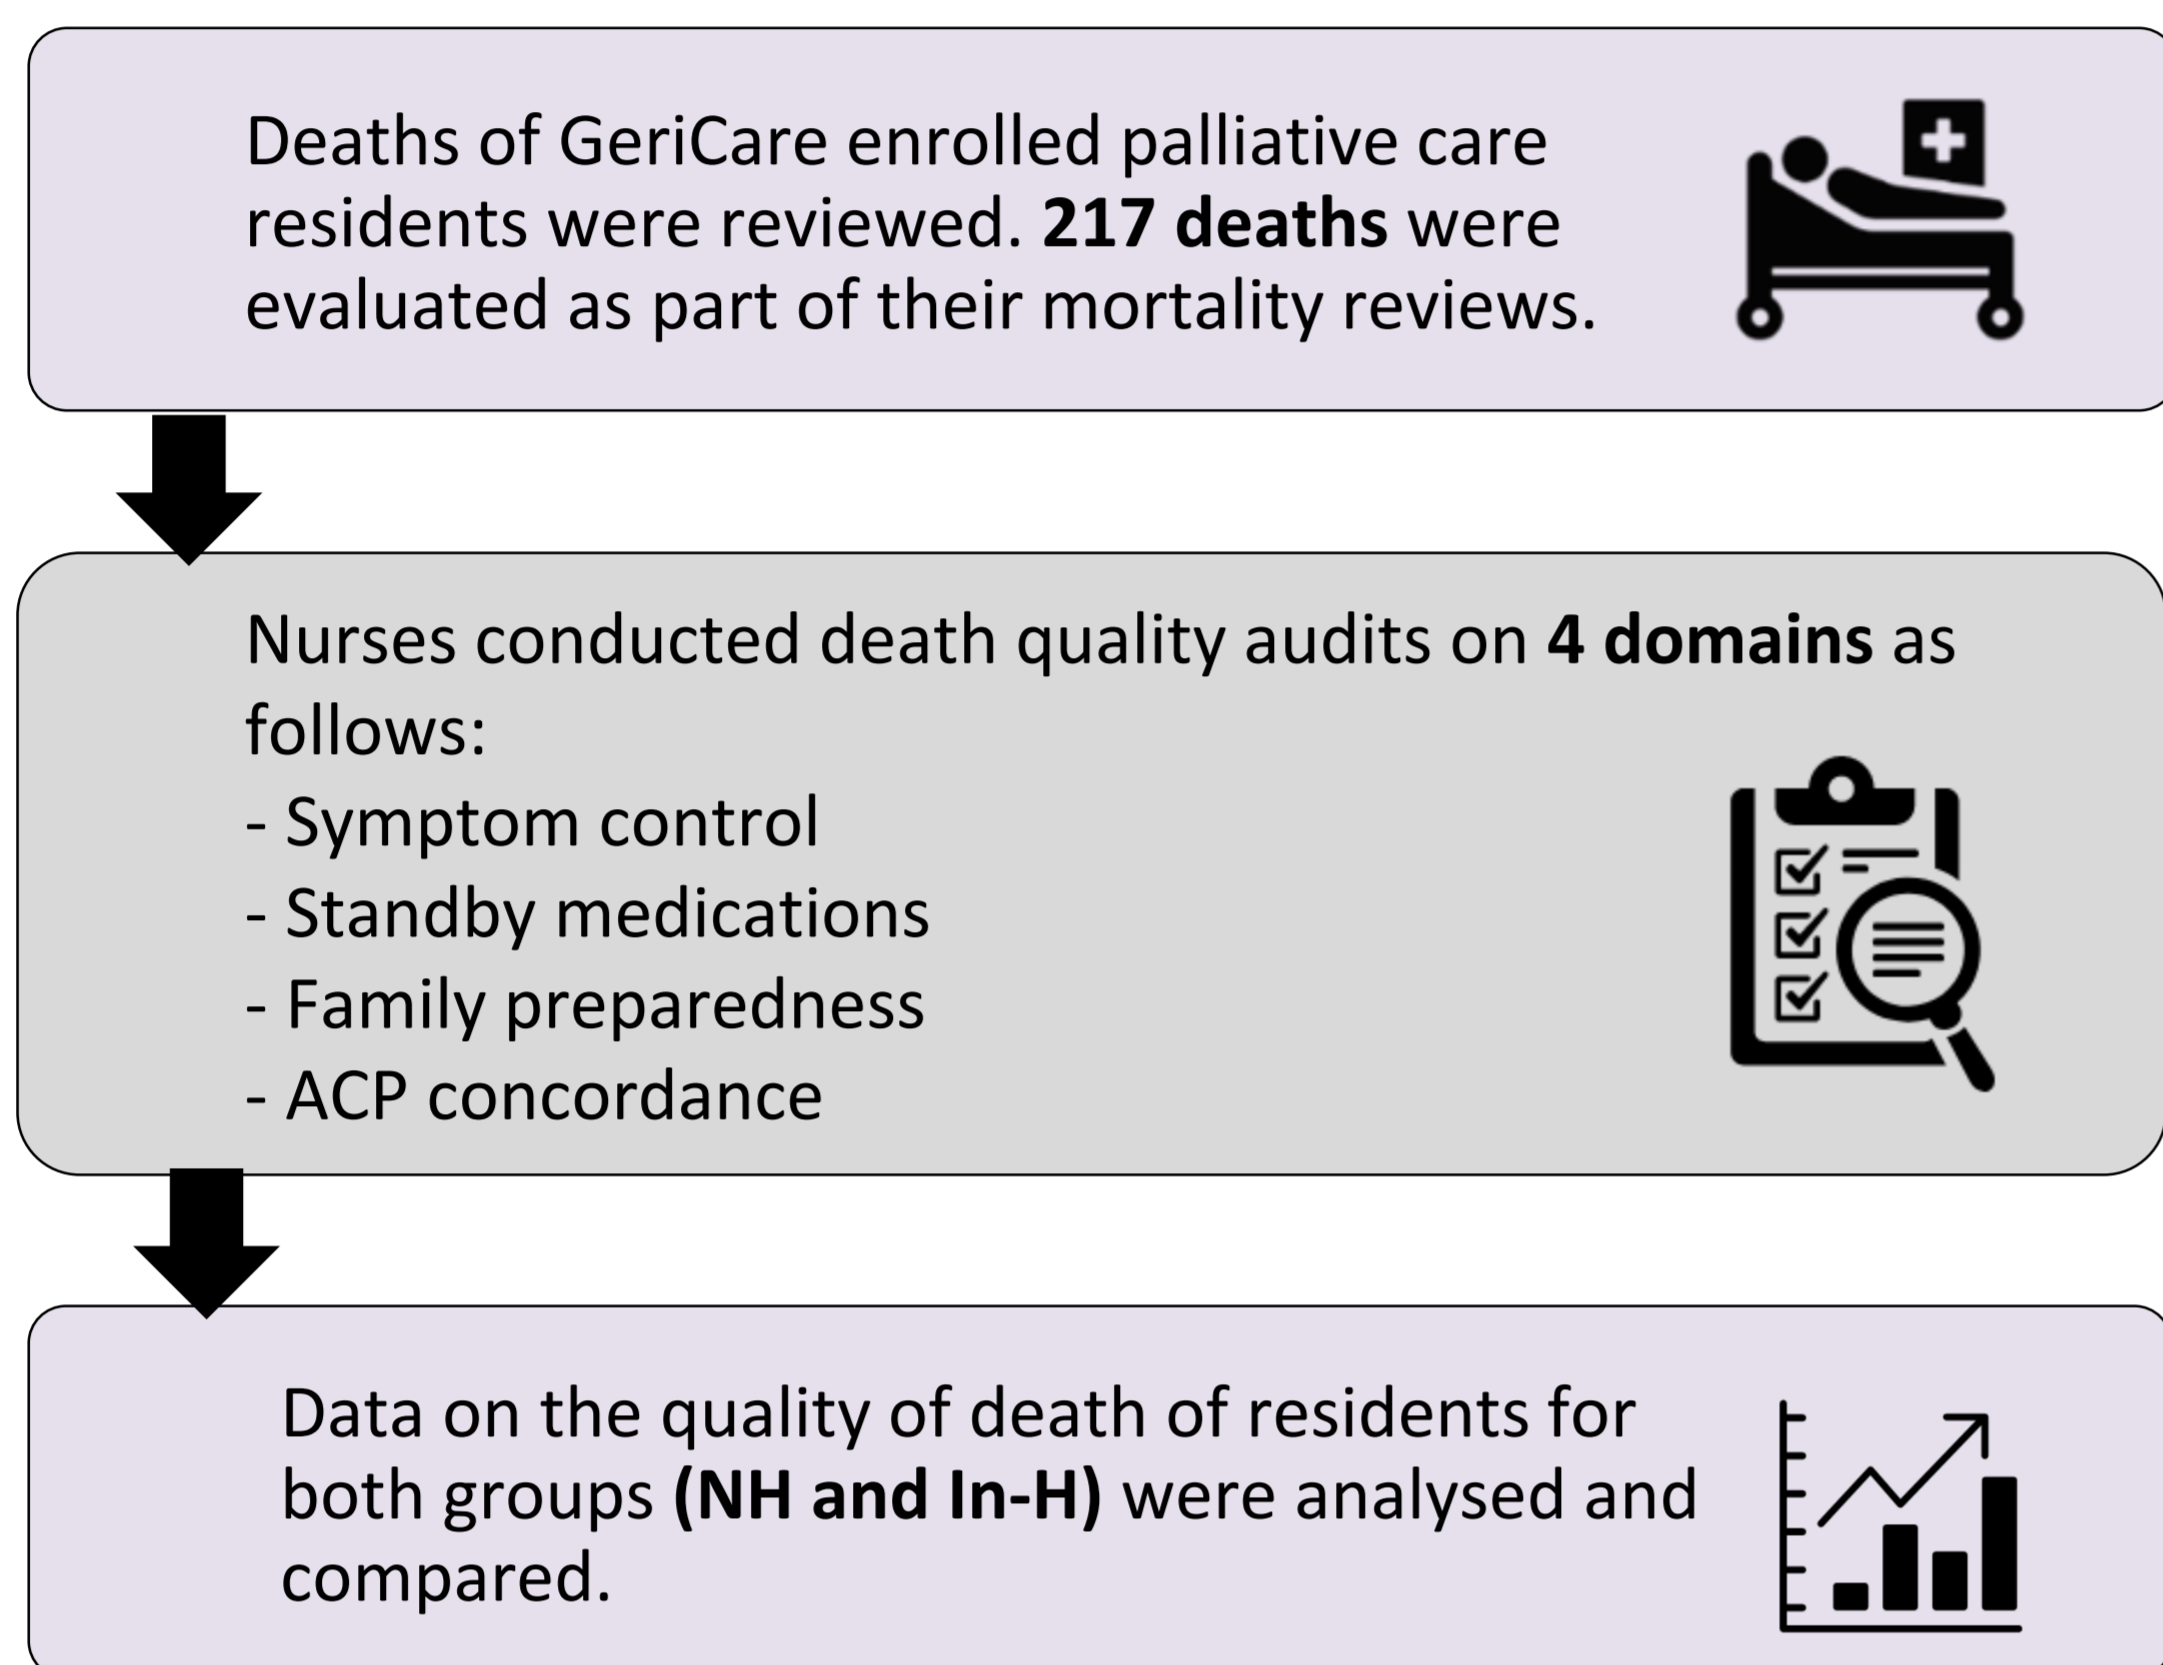 Deaths of GeriCare enrolled palliative care
residents were reviewed. 217 deaths were
evaluated as part of their mortality reviews.
Nurses conducted death quality audits on 4 domains as
follows:
- Symptom control
- Standby medications
- Family preparedness
- ACP concordance
Data on the quality of death of residents for
both groups (NH and In-H) were analysed and
compared.